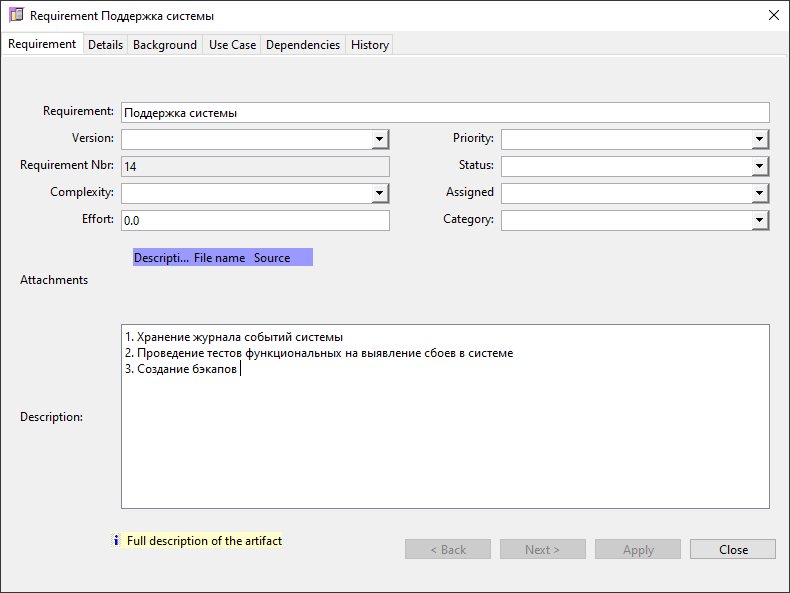 Requirement Поддержка системы
Requirement Details Background Use Case Dependencies History
Requirement: Поддержка системы
Version: Priority:
Requirement Nbr: 14 Status:
Complexity: Assigned
Effort: 0.0 Category:
Descripti... File name Source
Attachments
1. Хранение журнала событий системы
2. Проведение тестов функциональных на выявление сбоев в системе
3. Создание бэкапов
Description:
Full description of the artifact
< Back Next > Apply Close